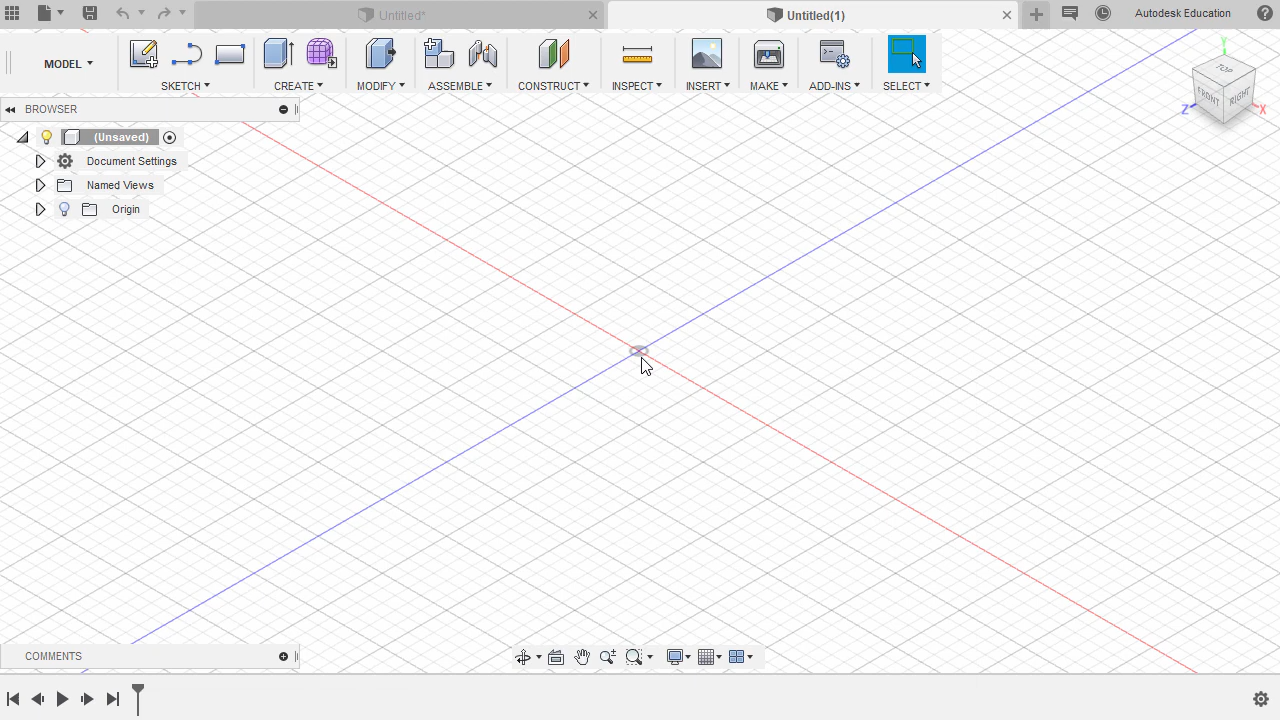 Untitled*
Untitled(1)
Autodesk Education
MODEL
SKETCH
CREATE
MODIFY
ASSEMBLE
CONSTRUCT
INSPECT
INSERT
MAKE
ADD-INS
SELECT
BROWSER
(Unsaved)
Document Settings
Named Views
Origin
Y
TOP
FRONT
RIGHT
Z
X
COMMENTS